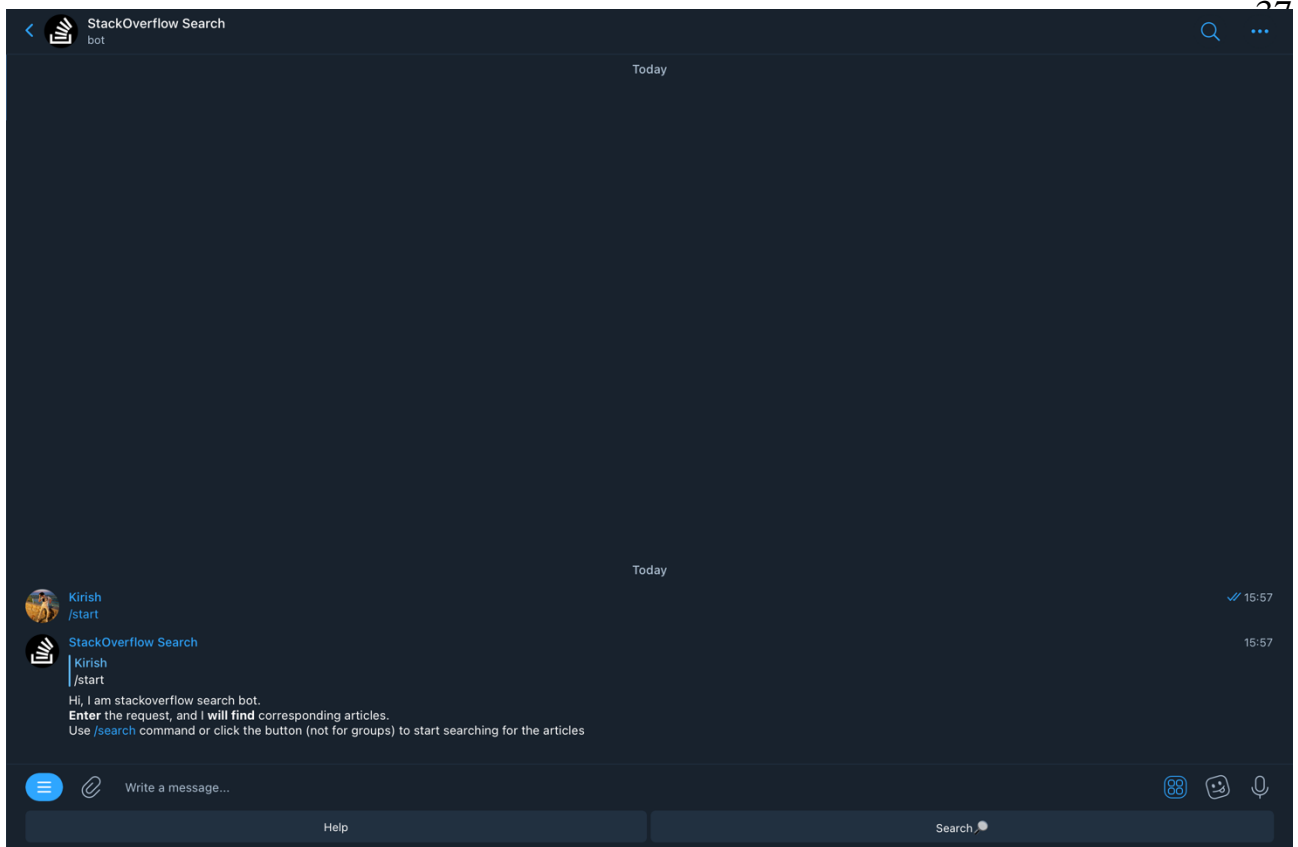 StackOverflow Search
bot
Today
Today
Kirish
/start
15:57
StackOverflow Search
15:57
Kirish
/start
Hi, I am stackoverflow search bot.
Enter the request, and I will find corresponding articles.
Use /search command or click the button (not for groups) to start searching for the articles
Write a message...
Help
Search